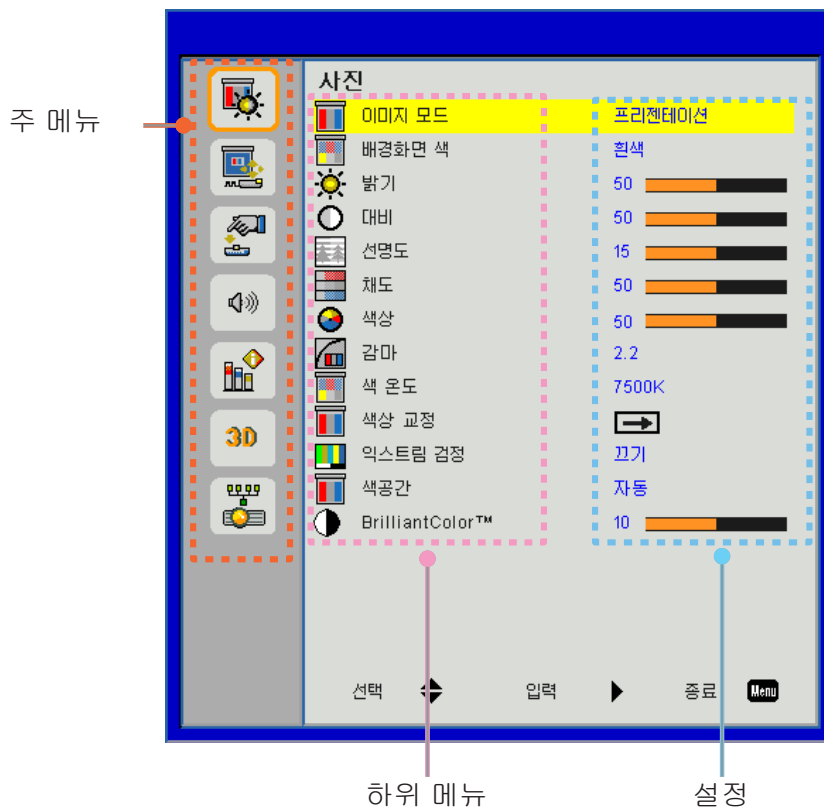 사진
주 메뉴
이미지 모드 프리젠테이션
배경화면 색 흰색
밝기 50
대비 50
선명도 15
채도 50
색상 50
감마 2.2
색 온도 7500K
색상 교정
3D
익스트림 검정 끄기
색공간 자동
BrilliantColor™ 10
선택 입력 종료 Menu
하위 메뉴 설정